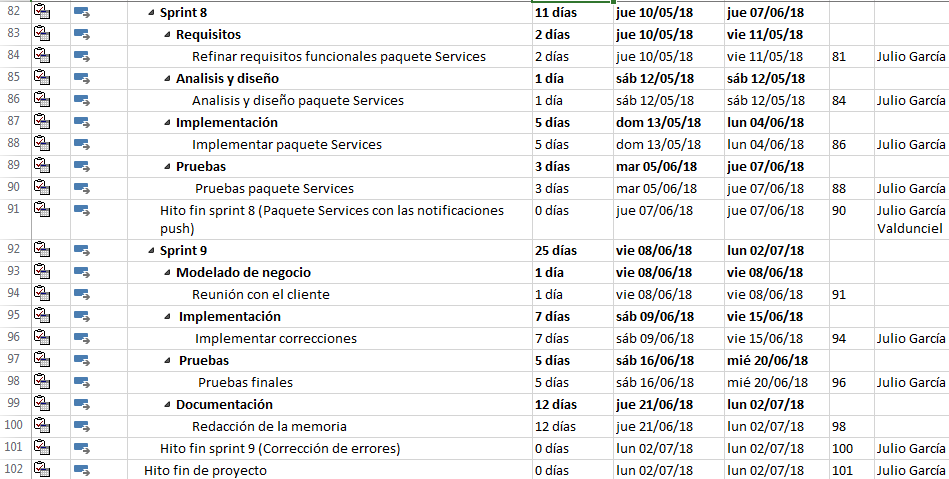 82 Sprint 8 11 días jue 10/05/18 jue 07/06/18
83 Requisitos 2 días jue 10/05/18 vie 11/05/18
84 Refinar requisitos funcionales paquete Services 2 días jue 10/05/18 vie 11/05/18 81 Julio García
85 Analisis y diseño 1 día sáb 12/05/18 sáb 12/05/18
86 Analisis y diseño paquete Services 1 día sáb 12/05/18 sáb 12/05/18 84 Julio García
87 Implementación 5 días dom 13/05/18 lun 04/06/18
88 Implementar paquete Services 5 días dom 13/05/18 lun 04/06/18 86 Julio García
89 Pruebas 3 días mar 05/06/18 jue 07/06/18
90 Pruebas paquete Services 3 días mar 05/06/18 jue 07/06/18 88 Julio García
91 Hito fin sprint 8 (Paquete Services con las notificaciones 0 días jue 07/06/18 jue 07/06/18 90 Julio García
push) Valdunciel
92 Sprint 9 25 días vie 08/06/18 lun 02/07/18
93 Modelado de negocio 1 día vie 08/06/18 vie 08/06/18
94 Reunión con el cliente 1 día vie 08/06/18 vie 08/06/18 91
95 Implementación 7 días sáb 09/06/18 vie 15/06/18
96 Implementar correcciones 7 días sáb 09/06/18 vie 15/06/18 94 Julio García
97 Pruebas 5 días sáb 16/06/18 mié 20/06/18
98 Pruebas finales 5 días sáb 16/06/18 mié 20/06/18 96 Julio García
99 Documentación 12 días jue 21/06/18 lun 02/07/18
100 Redacción de la memoria 12 días jue 21/06/18 lun 02/07/18 98
101 Hito fin sprint 9 (Corrección de errores) 0 días lun 02/07/18 lun 02/07/18 100 Julio García
102 Hito fin de proyecto 0 días lun 02/07/18 lun 02/07/18 101 Julio García